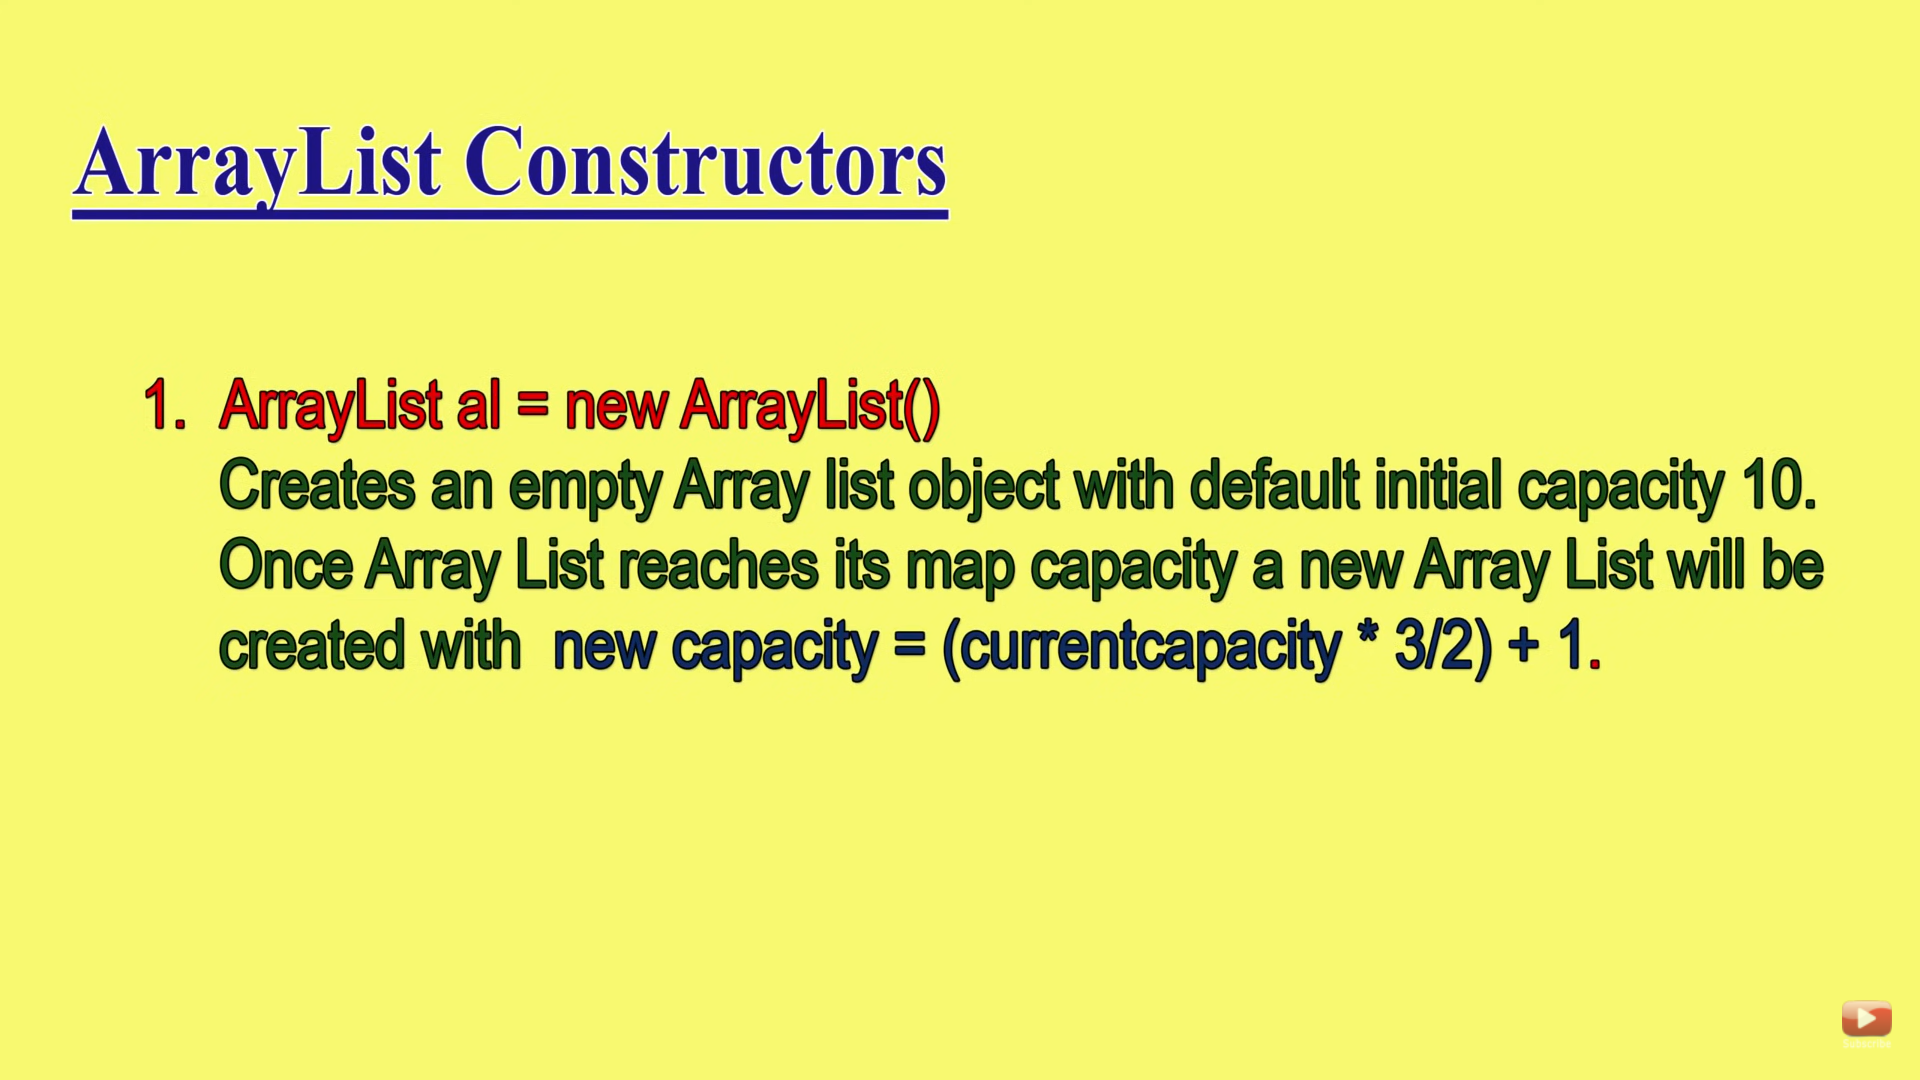 ArrayList Constructors
1. ArrayList al = new ArrayList()
Creates an empty Array list object with default initial capacity 10.
Once Array List reaches its map capacity a new Array List will be
created with new capacity = (currentcapacity * 3/2) + 1.
Subscribe